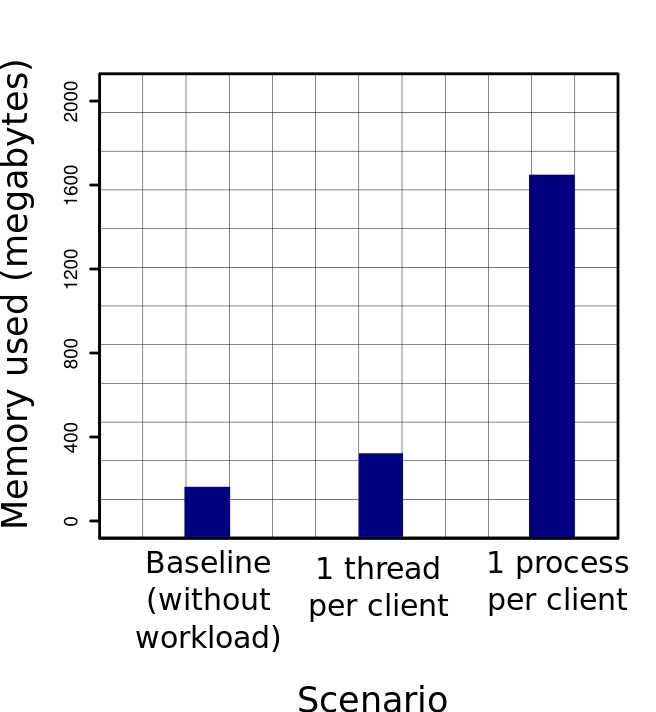 Memory used (megabytes)
2000
1600
1200
800
400
0
Baseline
(without
workload)
1 thread
per client
1 process
per client
Scenario